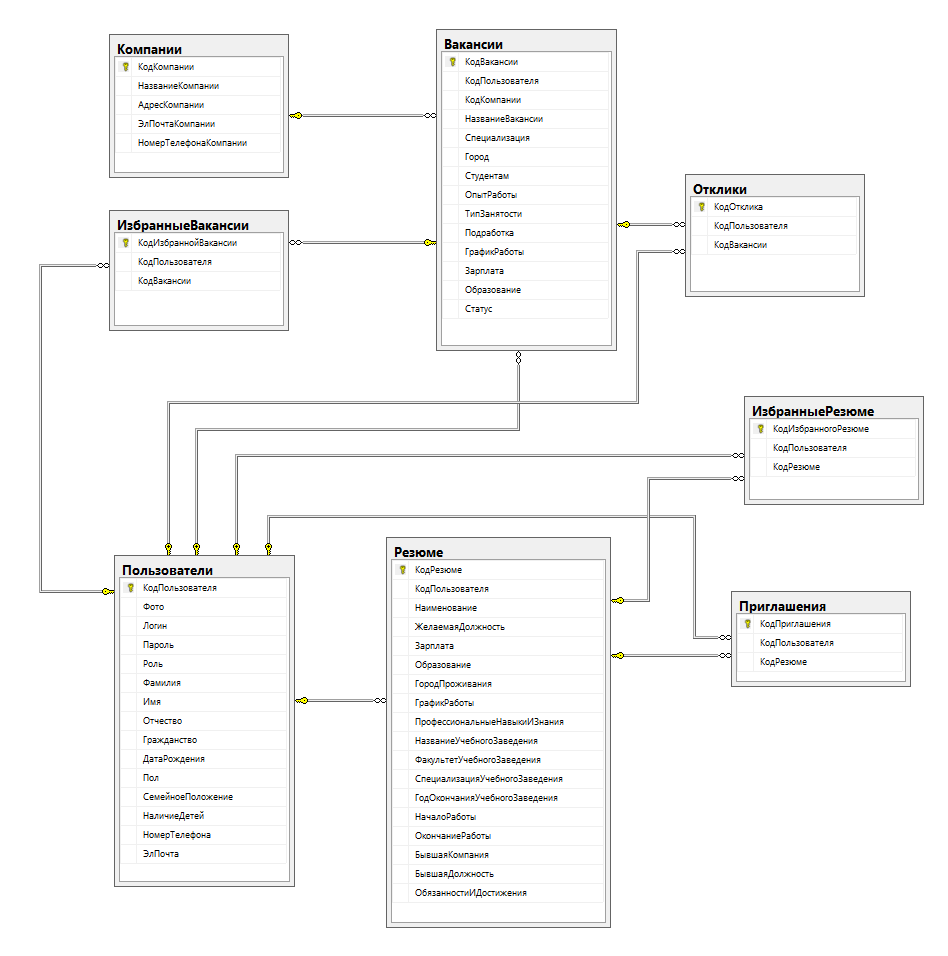 Компании
КодКомпании
НазваниеКомпании
АдресКомпании
ЭлПочтаКомпании
НомерТелефонаКомпании
Вакансии
КодВакансии
КодПользователя
КодКомпании
НазваниеВакансии
Специализация
Город
Студентам
ОпытРаботы
ТипЗанятости
Подработка
ГрафикРаботы
Зарплата
Образование
Статус
Отклики
КодОтклика
КодПользователя
КодВакансии
ИзбранныеВакансии
КодИзбраннойВакансии
КодПользователя
КодВакансии
ИзбранныеРезюме
КодИзбранногоРезюме
КодПользователя
КодРезюме
Пользователи
КодПользователя
Фото
Логин
Пароль
Роль
Фамилия
Имя
Отчество
Гражданство
ДатаРождения
Пол
СемейноеПоложение
НаличиеДетей
НомерТелефона
ЭлПочта
Резюме
КодРезюме
КодПользователя
Наименование
ЖелаемаяДолжность
Зарплата
Образование
ГородПроживания
ГрафикРаботы
ПрофессиональныеНавыкиИЗнания
НазваниеУчебногоЗаведения
ФакультетУчебногоЗаведения
СпециализацияУчебногоЗаведения
ГодОкончанияУчебногоЗаведения
НачалоРаботы
ОкончаниеРаботы
БывшаяКомпания
БывшаяДолжность
ОбязанностиИДостижения
Приглашения
КодПриглашения
КодПользователя
КодРезюме